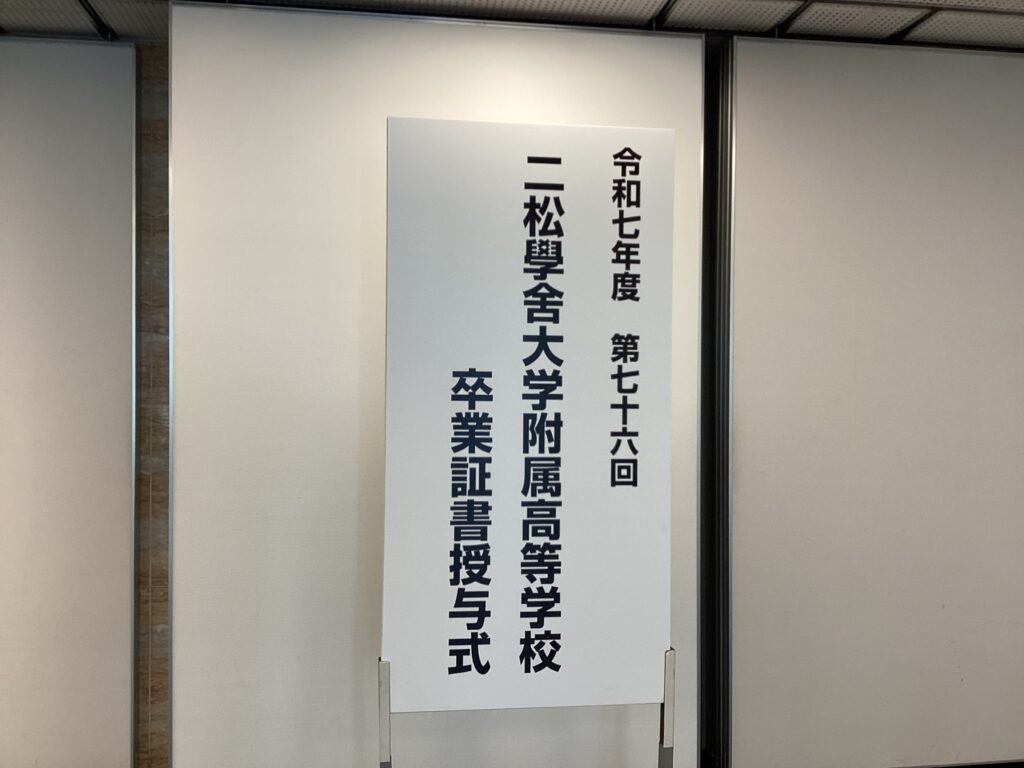 令和七年度　第七十六回
二松學舍大学附属高等学校
卒業証書授与式